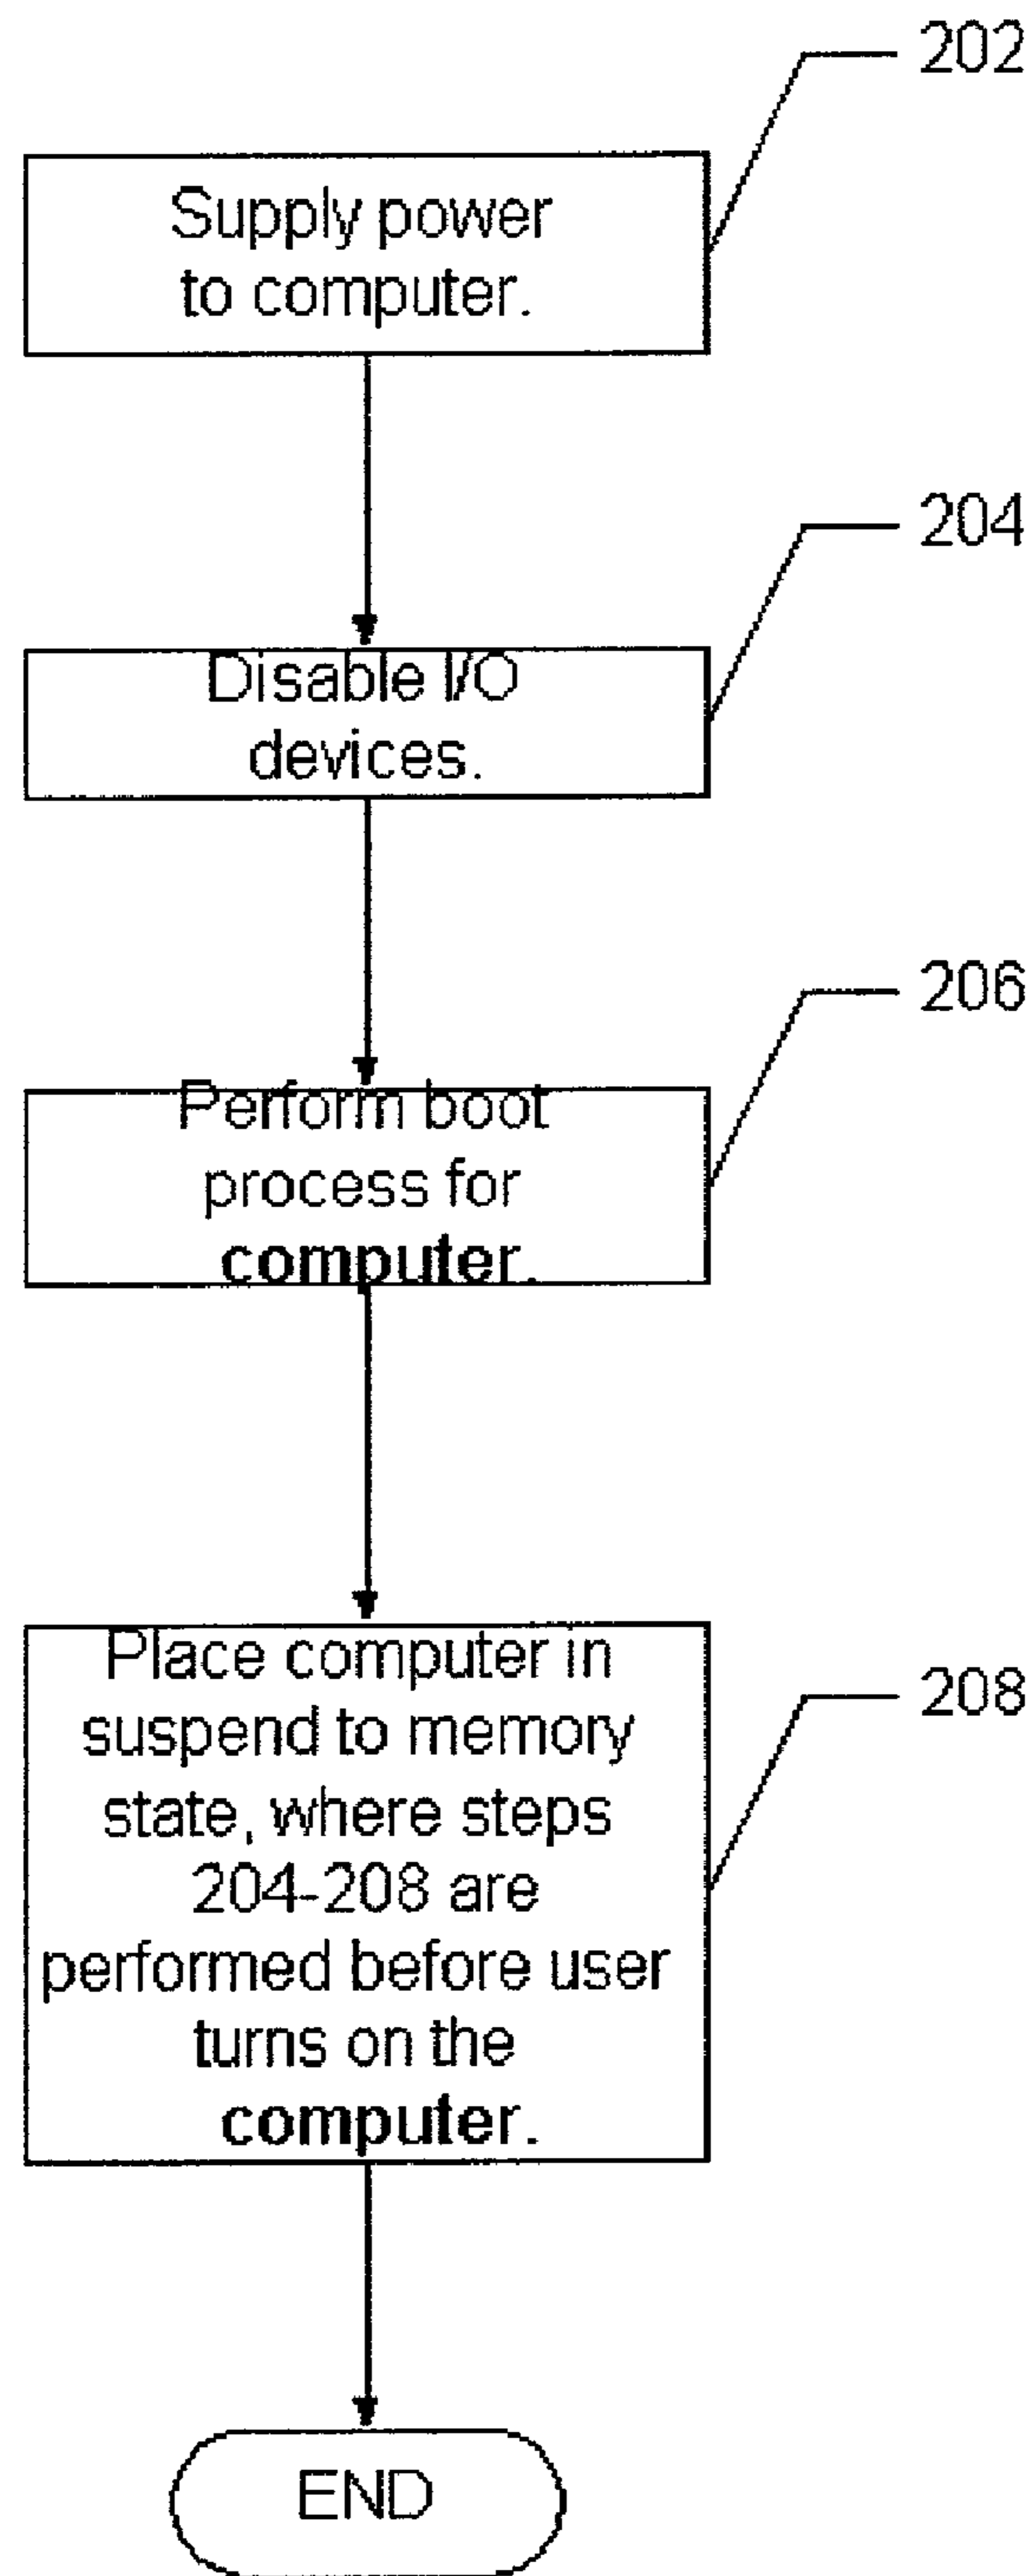 202
Supply power
to computer.
204
Disable I/O
devices.
206
Perform boot
process for
computer.
Place computer in
208
suspend to memory
state, where steps
204-208 are
performed before user
turns on the
computer.
END